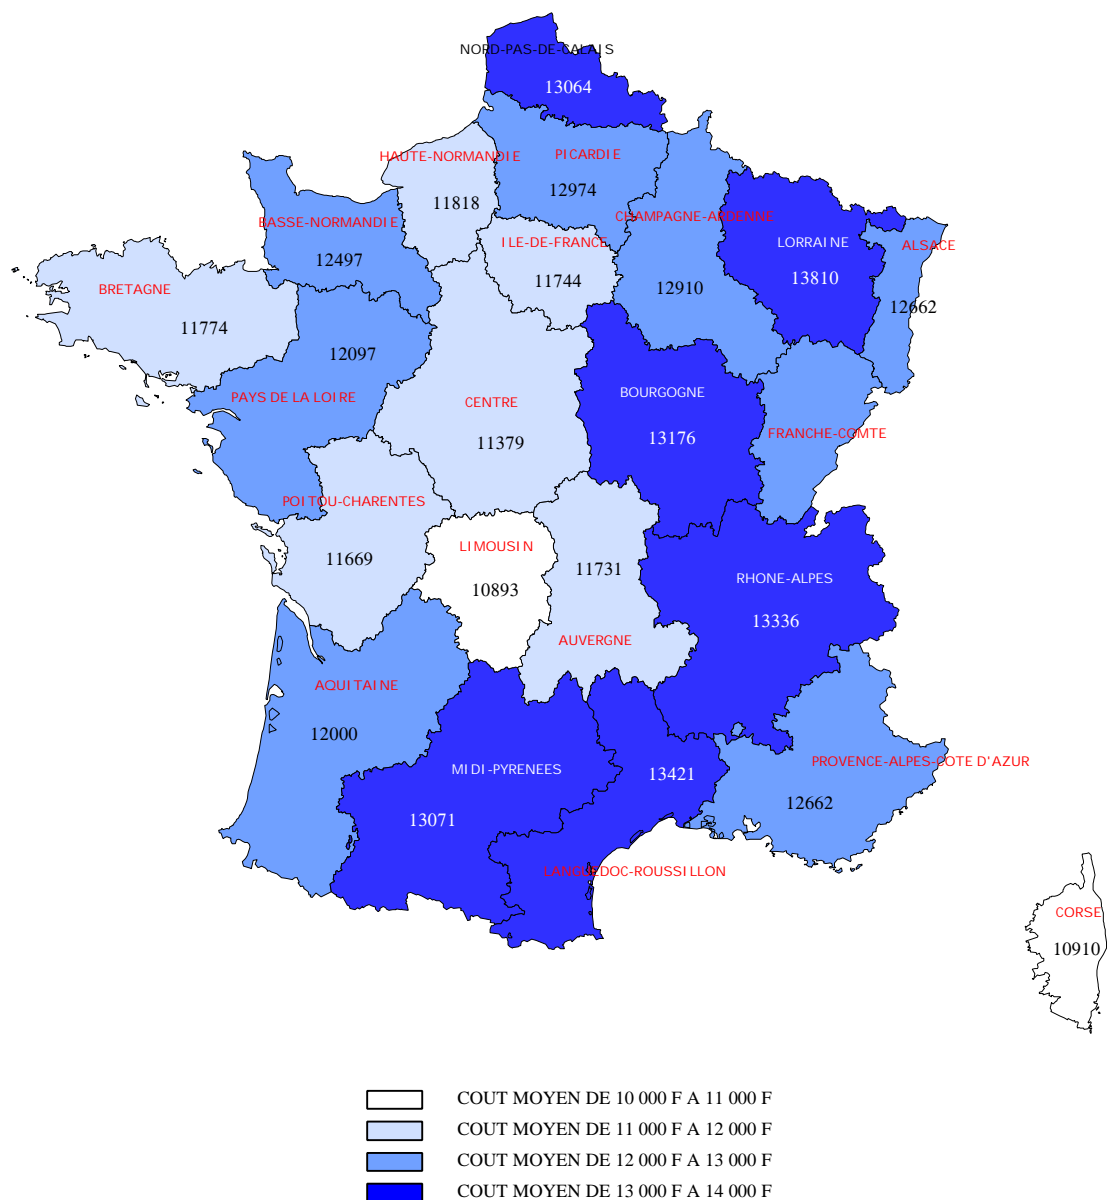 NORD-PAS-DE-CALAIS
13064
HAUTE-NORMANDIE
11818
PICARDIE
12974
BASSE-NORMANDIE
12497
ILE-DE-FRANCE
11744
CHAMPAGNE-ARDENNE
12910
LORRAINE
13810
ALSACE
12662
BRETAGNE
11774
12097
PAYS DE LA LOIRE
CENTRE
11379
BOURGOGNE
13176
FRANCHE-COMTE
POITOU-CHARENTES
11669
LIMOUSIN
10893
11731
AUVERGNE
RHONE-ALPES
13336
AQUITAINE
12000
MIDI-PYRENEES
13071
13421
LANGUEDOC-ROUSSILLON
PROVENCE-ALPES-COTE D'AZUR
12662
CORSE
10910
COUT MOYEN DE 10 000 F A 11 000 F
COUT MOYEN DE 11 000 F A 12 000 F
COUT MOYEN DE 12 000 F A 13 000 F
COUT MOYEN DE 13 000 F A 14 000 F